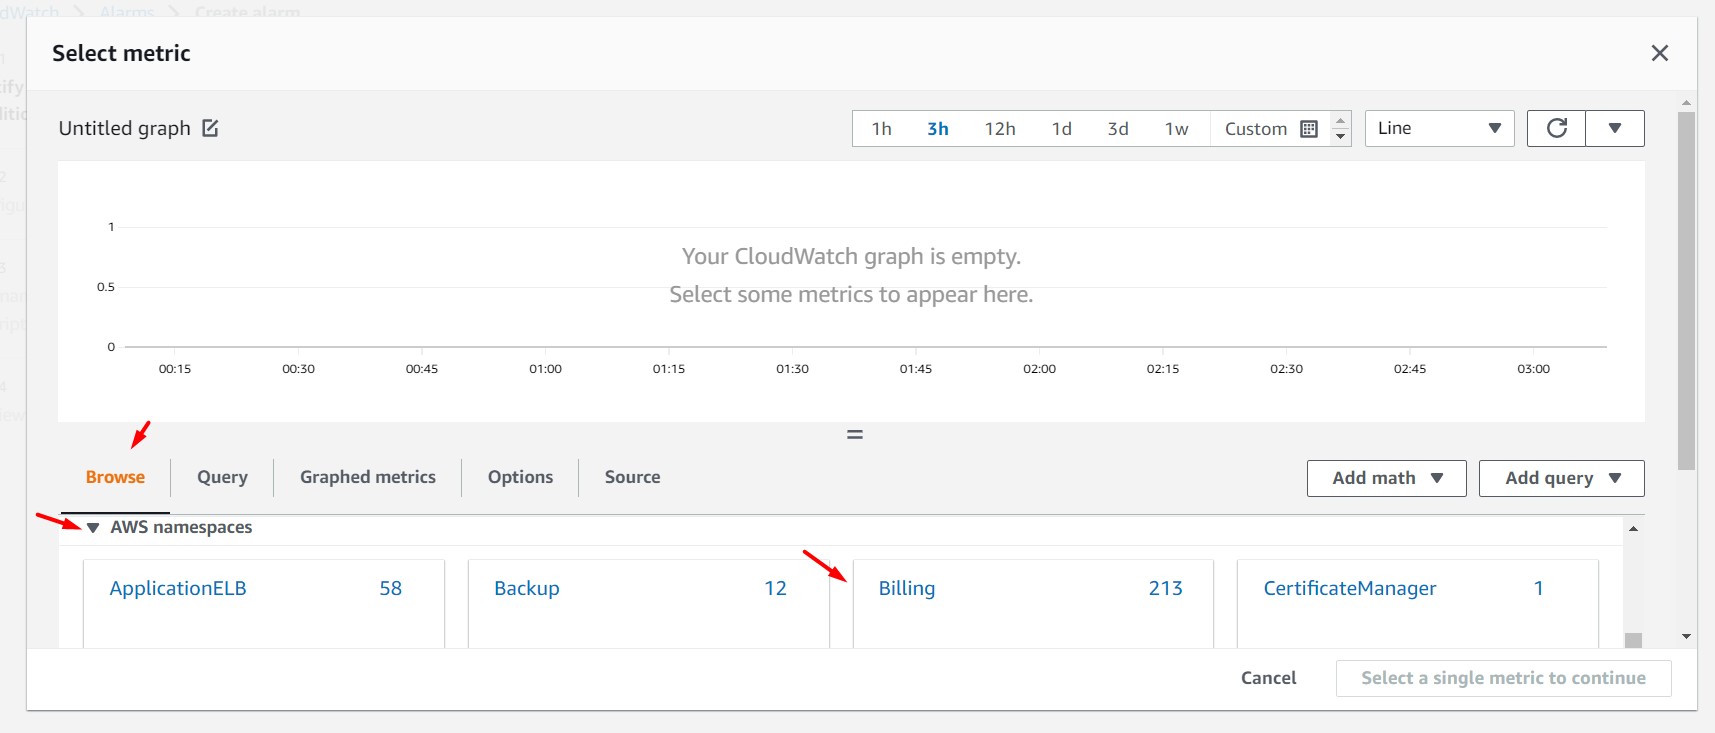 dWatch > Alarms > Create alarm
Select metric
Untitled graph
1h 3h 12h 1d 3d 1w Custom Line
1
0.5
0
Your CloudWatch graph is empty.
Select some metrics to appear here.
00:15 00:30 00:45 01:00 01:15 01:30 01:45 02:00 02:15 02:30 02:45 03:00
Browse Query Graphed metrics Options Source Add math Add query
AWS namespaces
ApplicationELB 58 Backup 12 Billing 213 CertificateManager 1
Cancel Select a single metric to continue